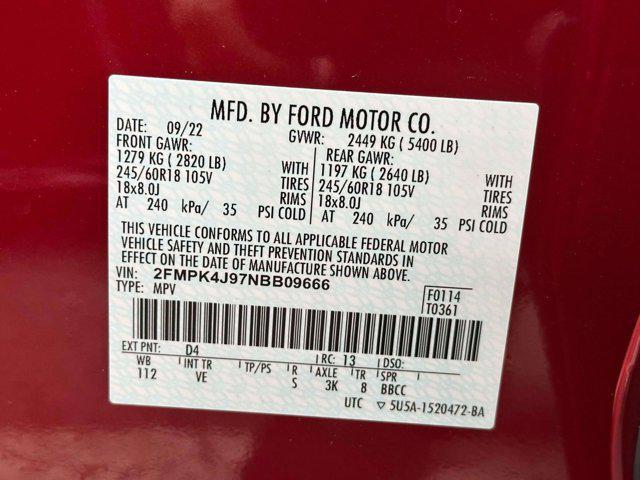 MFD. BY FORD MOTOR CO.
DATE: 09/22 GVWR: 2449 KG ( 5400 LB)
FRONT GAWR: REAR GAWR:
1279 KG ( 2820 LB) WITH 1197 KG ( 2640 LB) WITH
245/60R18 105V TIRES 245/60R18 105V TIRES
18x8.0J RIMS 18x8.0J RIMS
AT 240 kPa/ 35 PSI COLD AT 240 kPa/ 35 PSI COLD
THIS VEHICLE CONFORMS TO ALL APPLICABLE FEDERAL MOTOR
VEHICLE SAFETY AND THEFT PREVENTION STANDARDS IN
EFFECT ON THE DATE OF MANUFACTURE SHOWN ABOVE.
VIN: 2FMPK4J97NBB09666
TYPE: MPV
F0114
T0361
EXT PNT: D4 RC: 13 DSO:
WB INT TR TP/PS R AXLE TR SPR
112 VE S 3K 8 BBCC
UTC 5U5A-1520472-BA